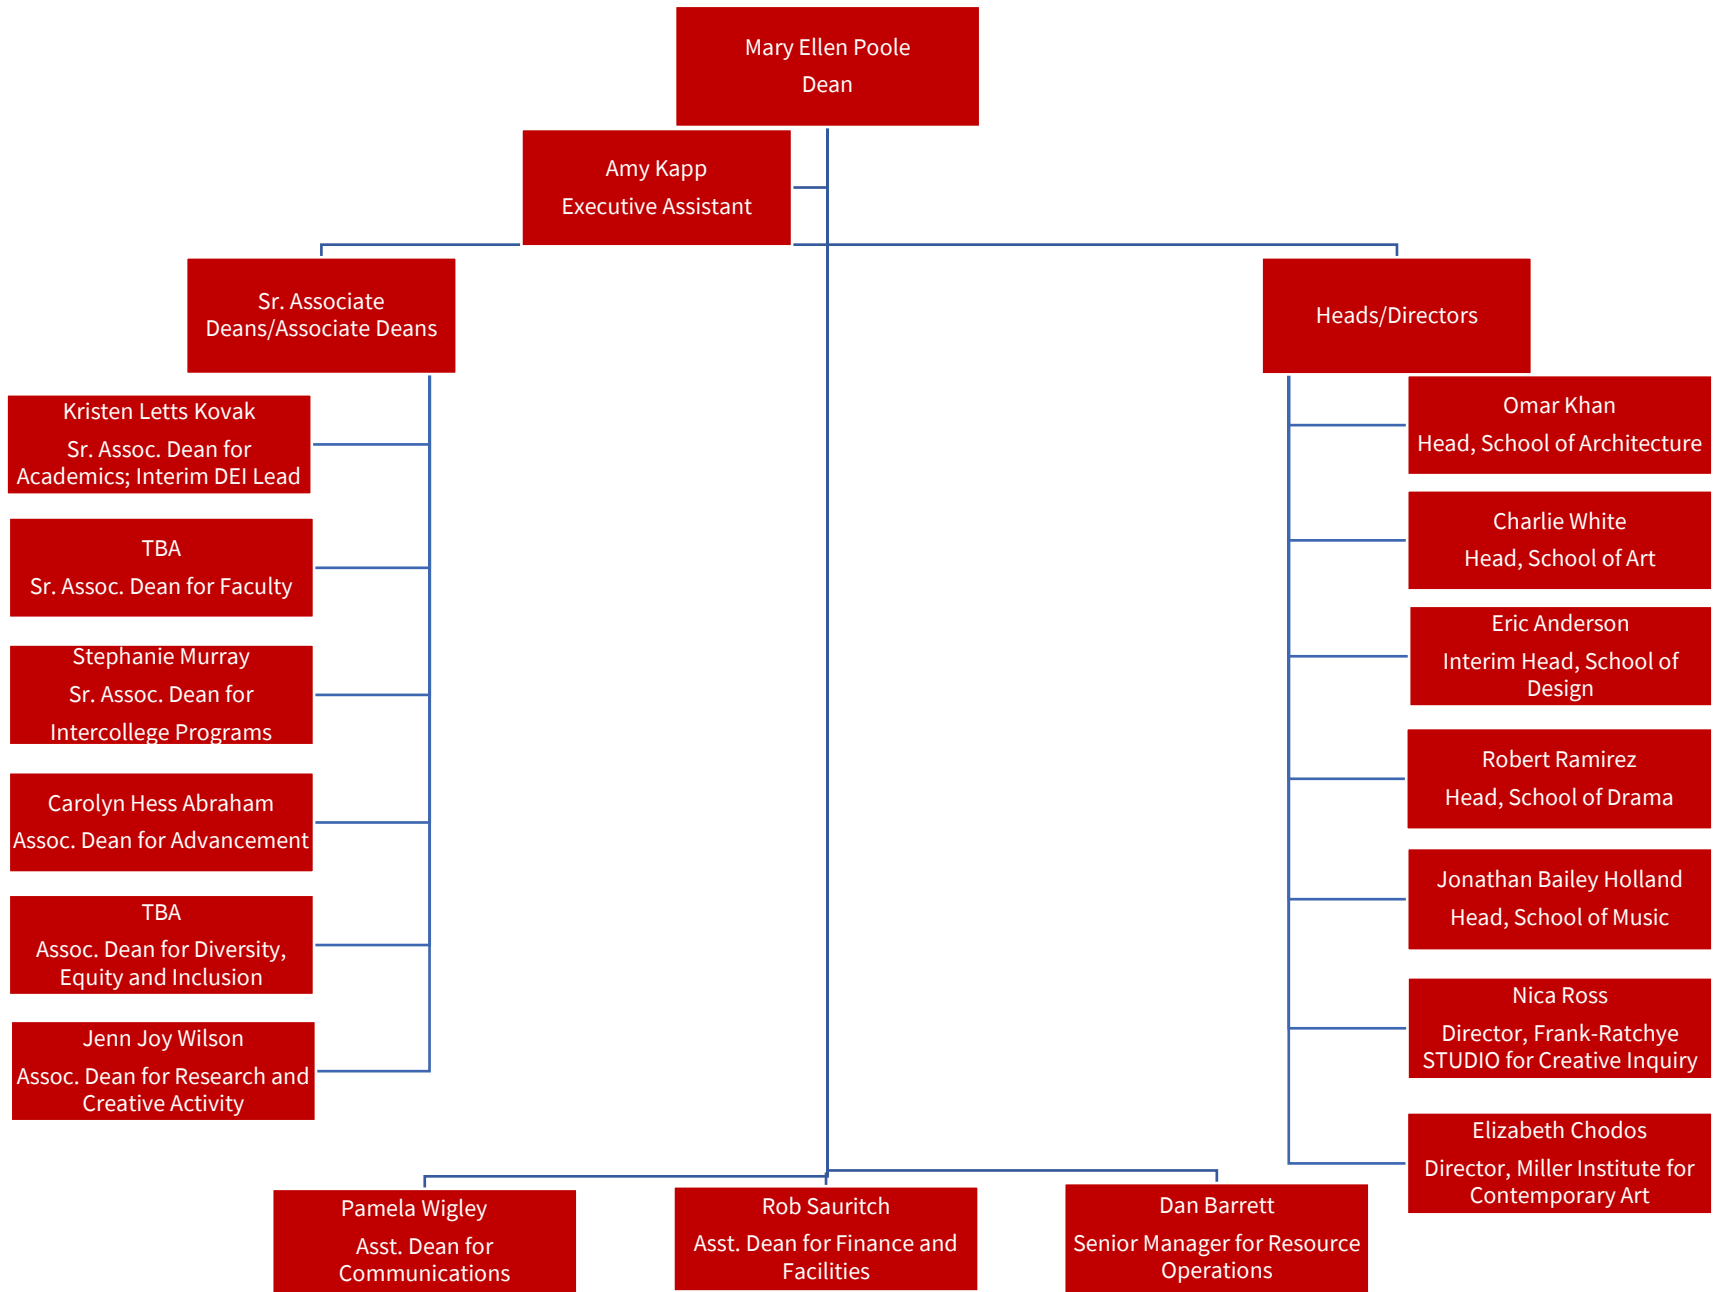 Mary Ellen Poole
Dean
Amy Kapp
Executive Assistant
Sr. Associate
Deans/Associate Deans
Heads/Directors
Kristen Letts Kovak
Sr. Assoc. Dean for
Academics; Interim DEI Lead
TBA
Sr. Assoc. Dean for Faculty
Stephanie Murray
Sr. Assoc. Dean for
Intercollege Programs
Carolyn Hess Abraham
Assoc. Dean for Advancement
TBA
Assoc. Dean for Diversity,
Equity and Inclusion
Jenn Joy Wilson
Assoc. Dean for Research and
Creative Activity
Omar Khan
Head, School of Architecture
Charlie White
Head, School of Art
Eric Anderson
Interim Head, School of
Design
Robert Ramirez
Head, School of Drama
Jonathan Bailey Holland
Head, School of Music
Nica Ross
Director, Frank-Ratchye
STUDIO for Creative Inquiry
Elizabeth Chodos
Director, Miller Institute for
Contemporary Art
Pamela Wigley
Asst. Dean for
Communications
Rob Sauritch
Asst. Dean for Finance and
Facilities
Dan Barrett
Senior Manager for Resource
Operations